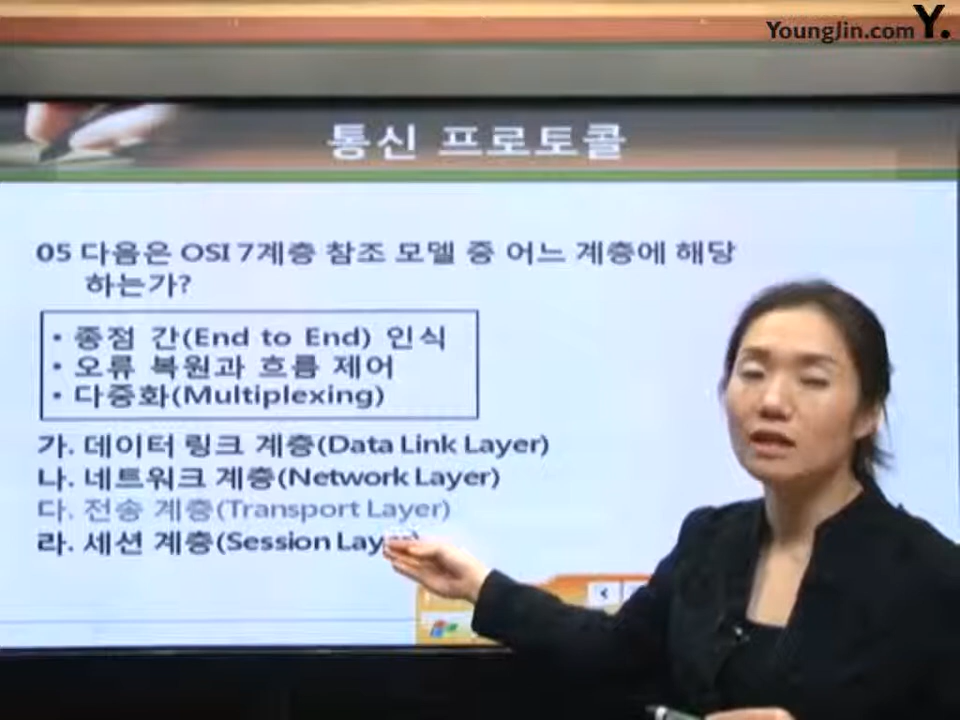 YoungJin.com Y.
통신 프로토콜
05 다음은 OSI 7계층 참조 모델 중 어느 계층에 해당
하는가?
• 종점 간(End to End) 인식
• 오류 복원과 흐름 제어
• 다중화(Multiplexing)
가. 데이터 링크 계층(Data Link Layer)
나. 네트워크 계층(Network Layer)
다. 전송 계층(Transport Layer)
라. 세션 계층(Session Layer)